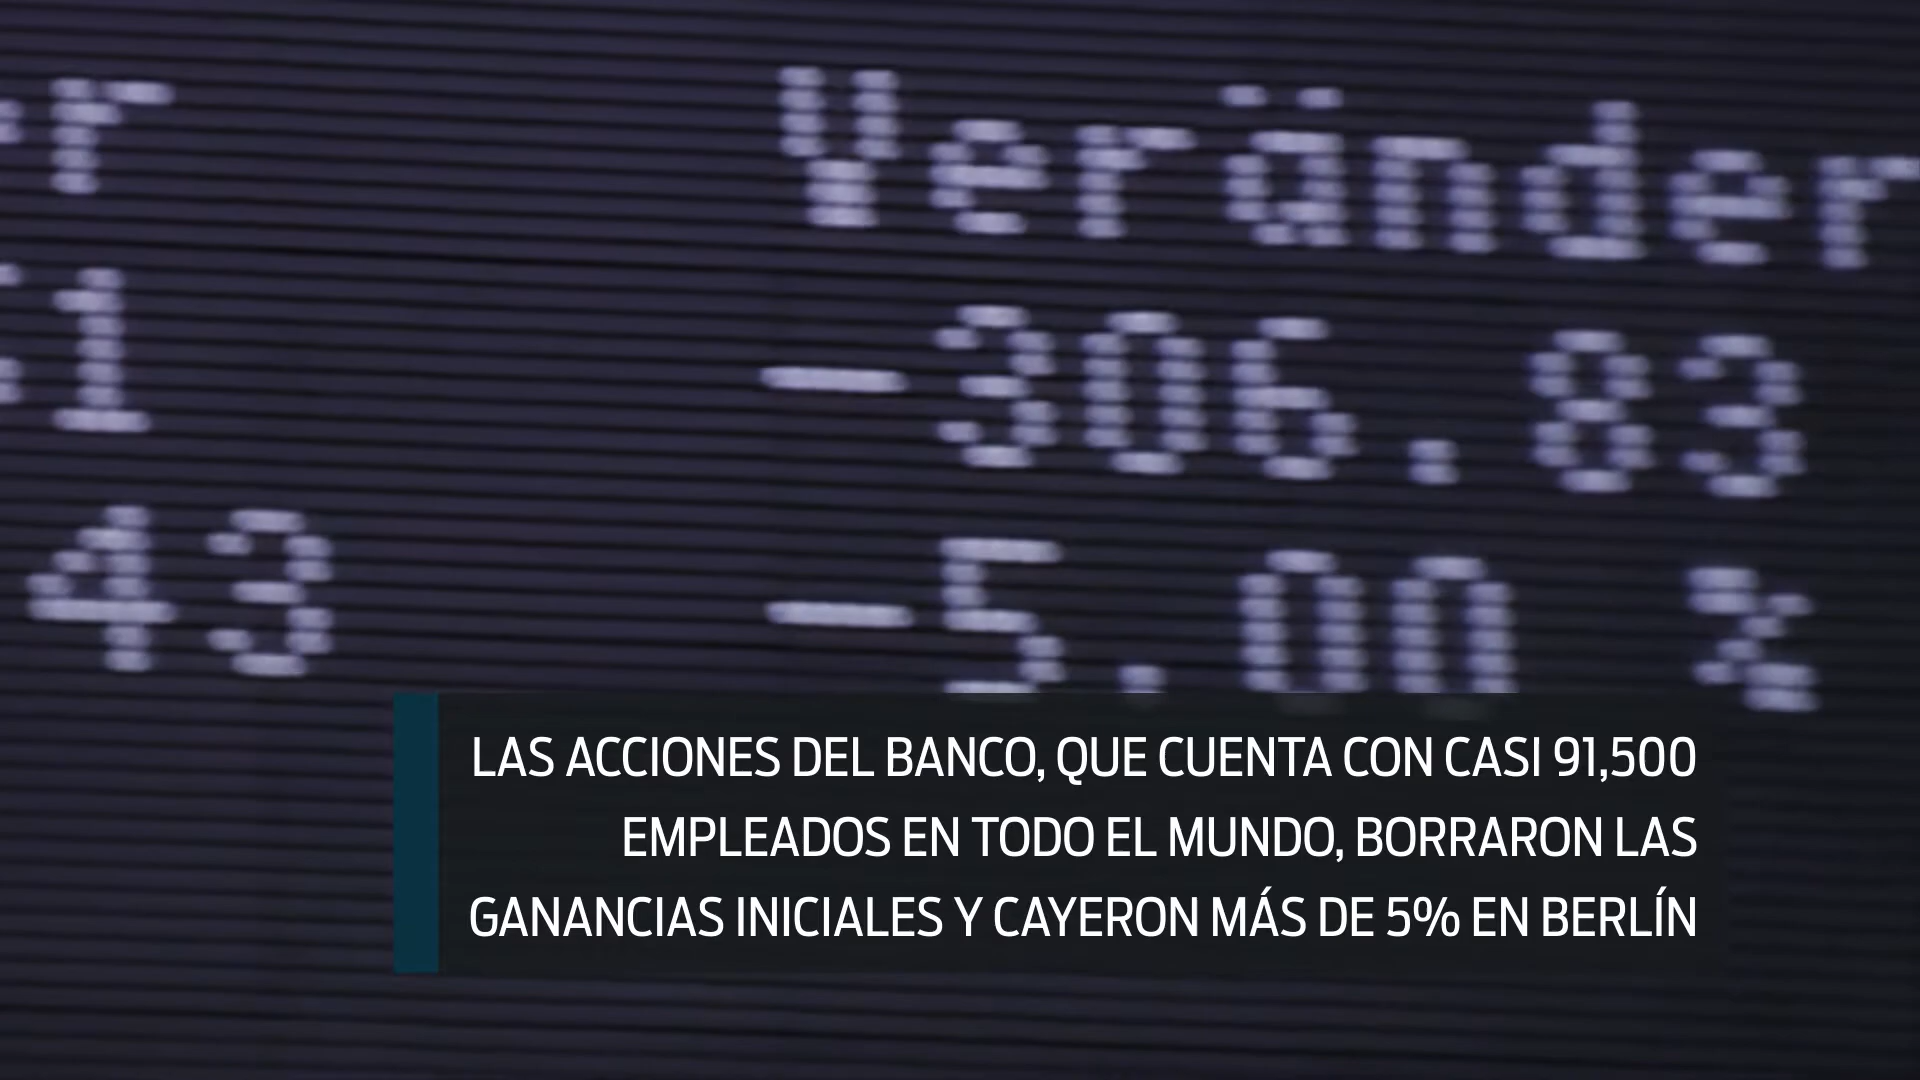 r Veränder
1 -306.83
43 -5.00 %
LAS ACCIONES DEL BANCO, QUE CUENTA CON CASI 91,500
EMPLEADOS EN TODO EL MUNDO, BORRARON LAS
GANANCIAS INICIALES Y CAYERON MÁS DE 5% EN BERLÍN